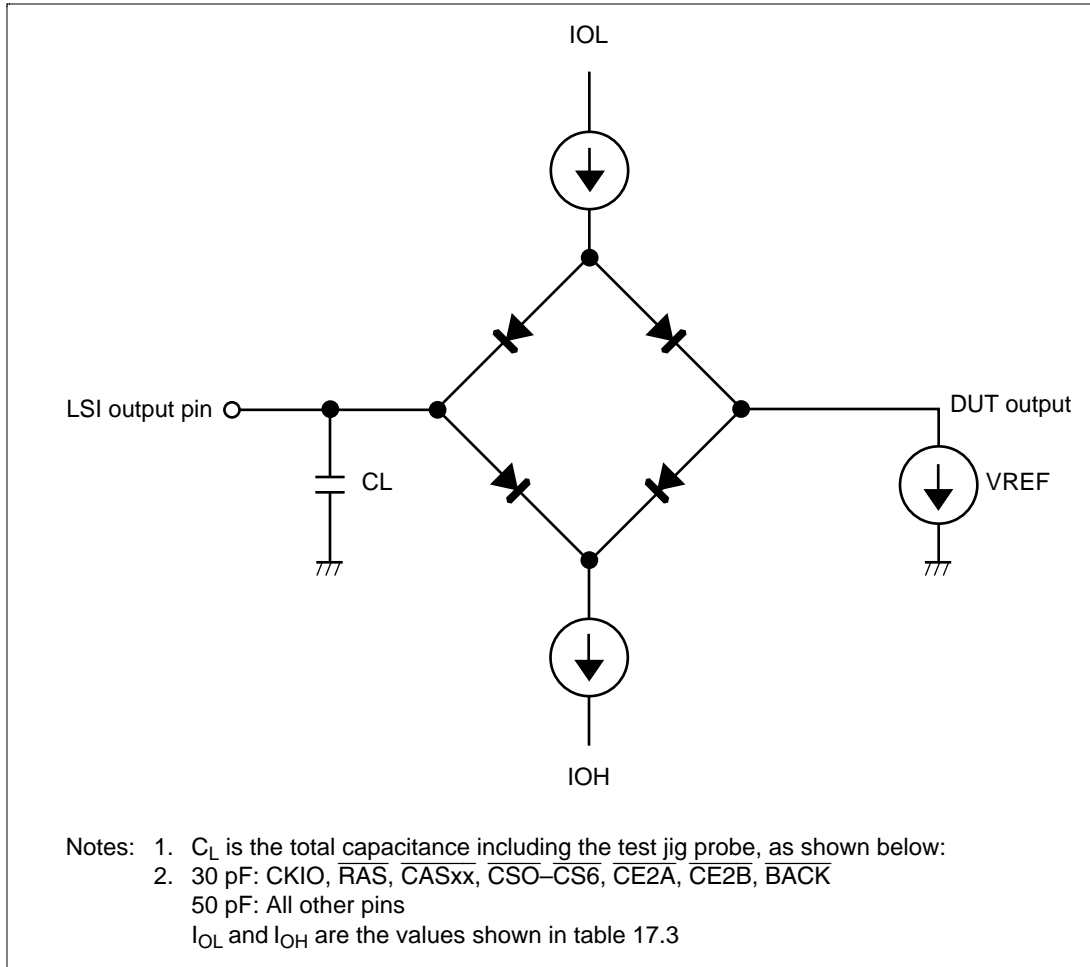 IOL
LSI output pin
DUT output
CL
VREF
IOH
Notes: 1. CL is the total capacitance including the test jig probe, as shown below:
2. 30 pF: CKIO, RAS, CASxx, CSO–CS6, CE2A, CE2B, BACK
50 pF: All other pins
IOL and IOH are the values shown in table 17.3